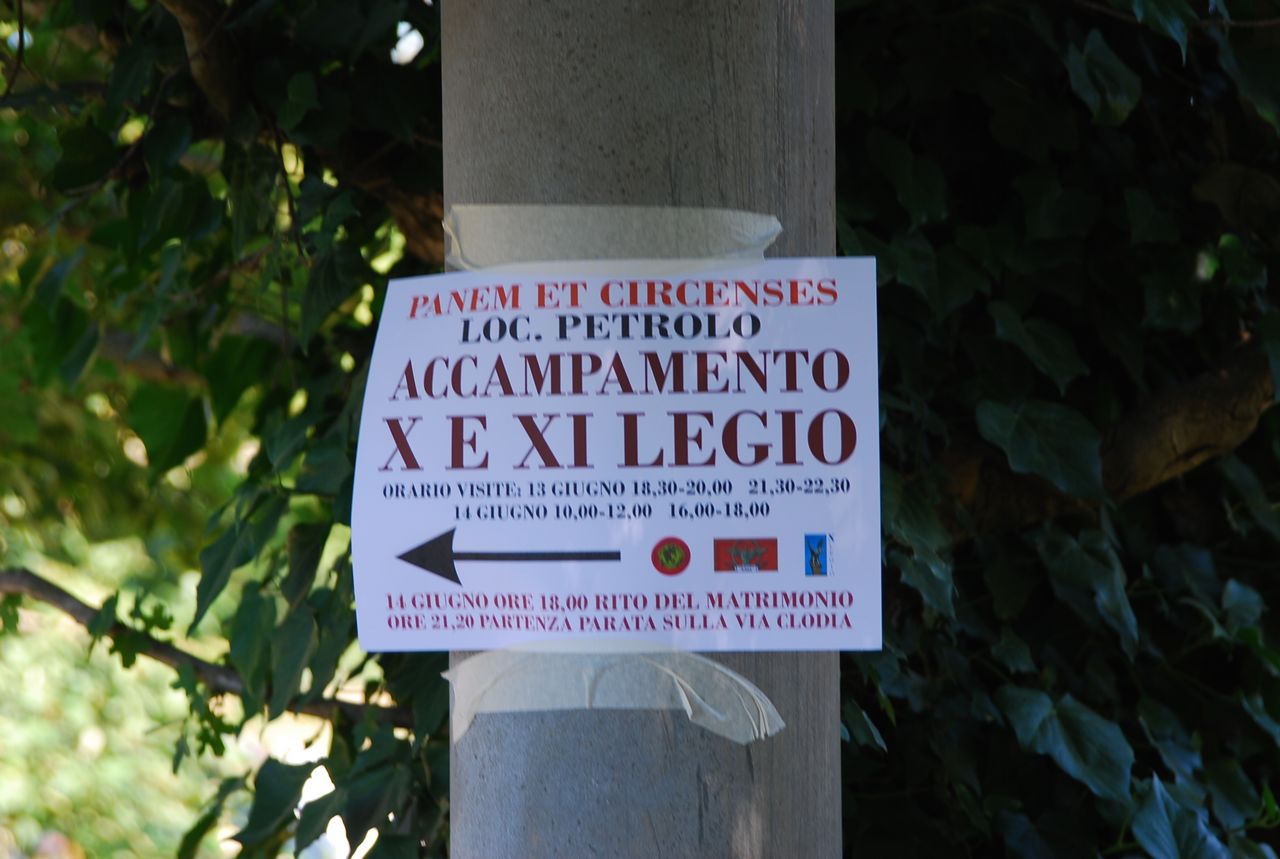 PANEM ET CIRCENSES
LOC. PETROLO
ACCAMPAMENTO
X E XI LEGIO
ORARIO VISITE: 13 GIUGNO 18,30-20,00 21,30-22,30
14 GIUGNO 10,00-12,00 16,00-18,00
14 GIUGNO ORE 18,00 RITO DEL MATRIMONIO
ORE 21,20 PARTENZA PARATA SULLA VIA CLODIA